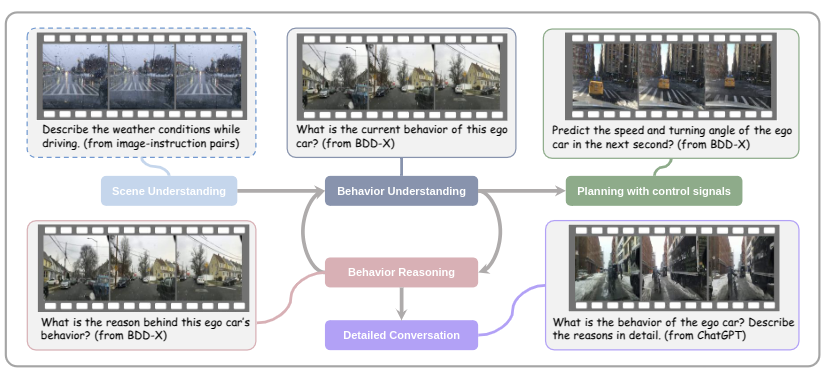 Describe the weather conditions while
driving. (from image-instruction pairs)
What is the current behavior of this ego
car? (from BDD-X)
Predict the speed and turning angle of the ego
car in the next second? (from BDD-X)
Scene Understanding
Behavior Understanding
Planning with control signals
What is the reason behind this ego car's
behavior? (from BDD-X)
Behavior Reasoning
Detailed Conversation
What is the behavior of the ego car? Describe
the reasons in detail. (from ChatGPT)